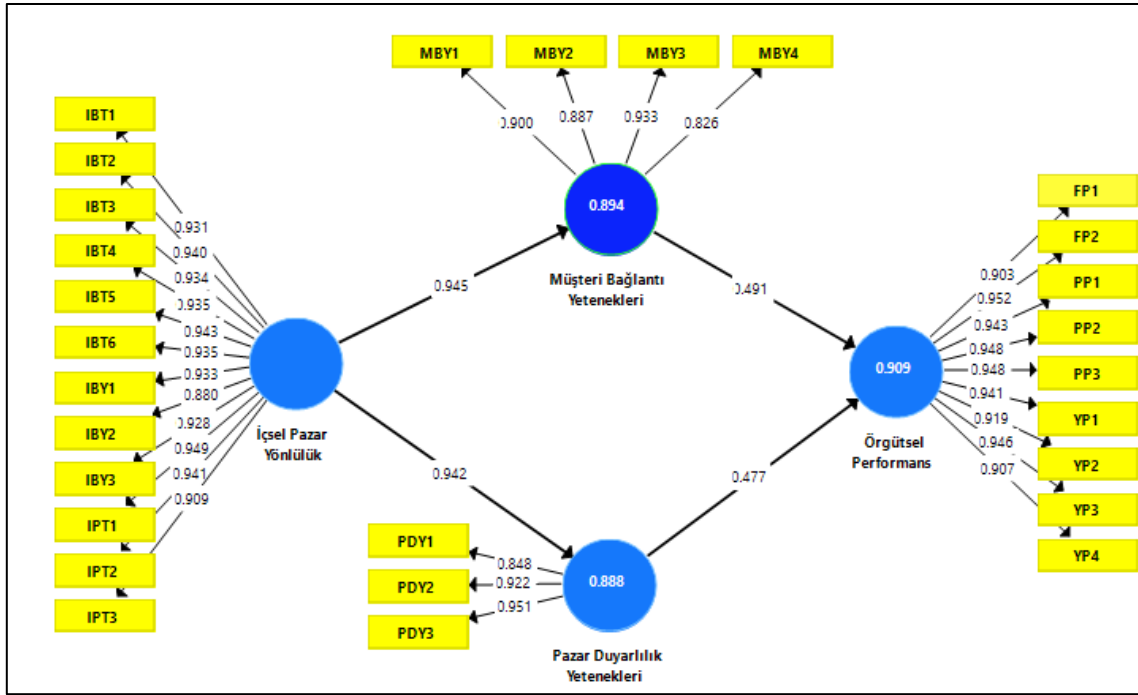 MBY1
MBY2
MBY3
MBY4
0.900
0.887
0.933
0.826
IBT1
IBT2
IBT3
IBT4
IBT5
IBT6
IBY1
IBY2
IBY3
IPT1
IPT2
IPT3
0.931
0.940
0.934
0.935
0.943
0.935
0.933
0.880
0.928
0.949
0.941
0.909
İçsel Pazar
Yönlülük
0.945
0.942
0.894
Müşteri Bağlantı
Yetenekleri
0.491
0.477
PDY1
PDY2
PDY3
0.848
0.922
0.951
0.888
Pazar Duyarlılık
Yetenekleri
0.909
Örgütsel
Performans
0.903
0.952
0.943
0.948
0.948
0.941
0.919
0.946
0.907
FP1
FP2
PP1
PP2
PP3
YP1
YP2
YP3
YP4